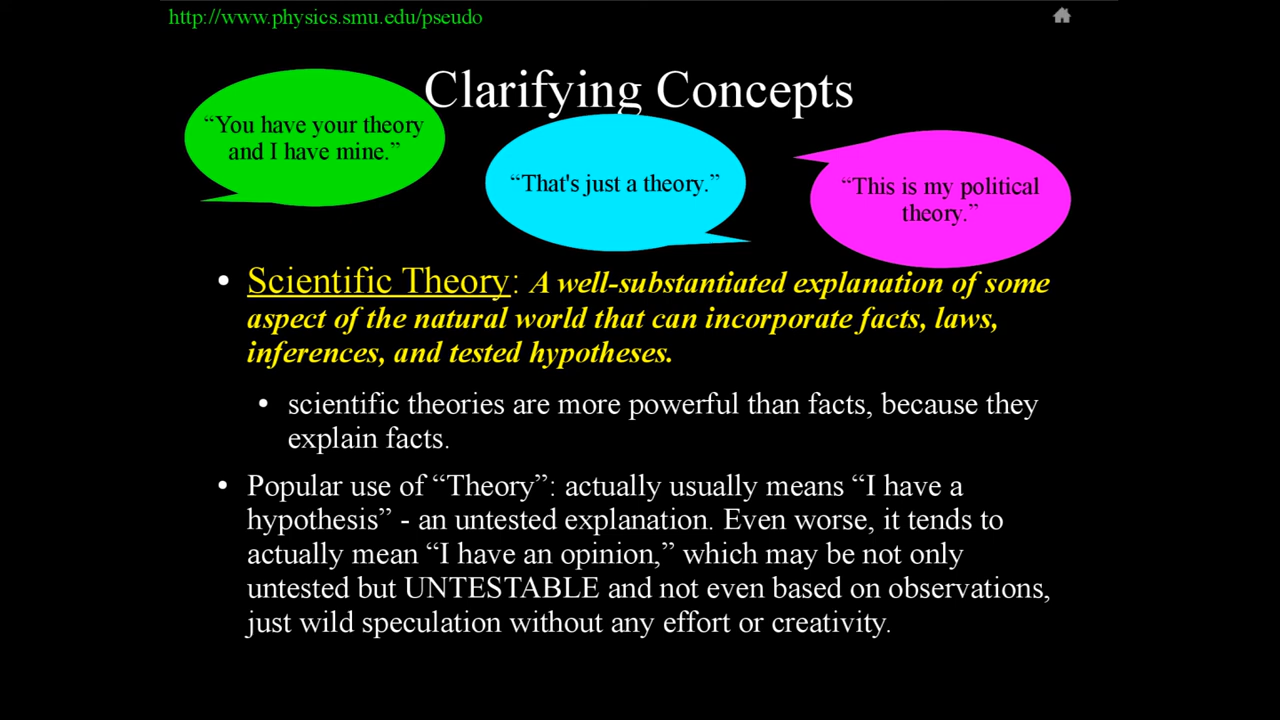 http://www.physics.smu.edu/pseudo
Clarifying Concepts
“You have your theory
and I have mine.”
“That's just a theory.”
“This is my political
theory.”
• Scientific Theory: A well-substantiated explanation of some
aspect of the natural world that can incorporate facts, laws,
inferences, and tested hypotheses.
• scientific theories are more powerful than facts, because they
explain facts.
• Popular use of “Theory”: actually usually means “I have a
hypothesis” - an untested explanation. Even worse, it tends to
actually mean “I have an opinion,” which may be not only
untested but UNTESTABLE and not even based on observations,
just wild speculation without any effort or creativity.